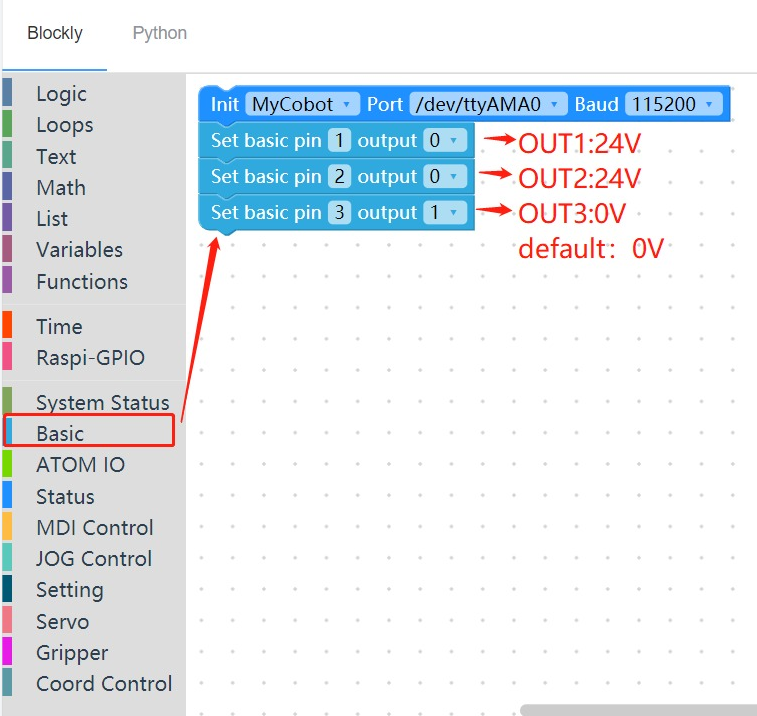 Blockly Python
Logic
Loops
Text
Math
List
Variables
Functions
Time
Raspi-GPIO
System Status
Basic
ATOM IO
Status
MDI Control
JOG Control
Setting
Servo
Gripper
Coord Control
Init MyCobot Port /dev/ttyAMA0 Baud 115200
Set basic pin 1 output 0 OUT1:24V
Set basic pin 2 output 0 OUT2:24V
Set basic pin 3 output 1 OUT3:0V
default：0V